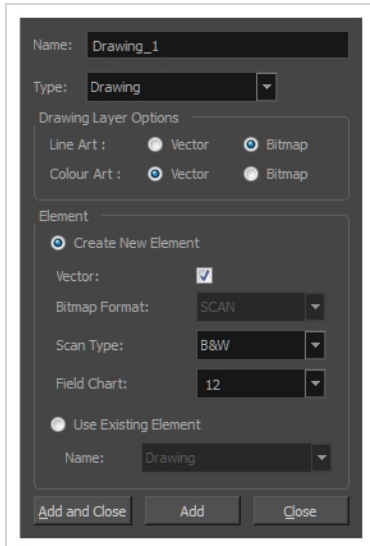 Name: Drawing_1
Type: Drawing
Drawing Layer Options
Line Art : Vector Bitmap
Colour Art : Vector Bitmap
Element
Create New Element
Vector:
Bitmap Format: SCAN
Scan Type: B&W
Field Chart: 12
Use Existing Element
Name: Drawing
Add and Close Add Close